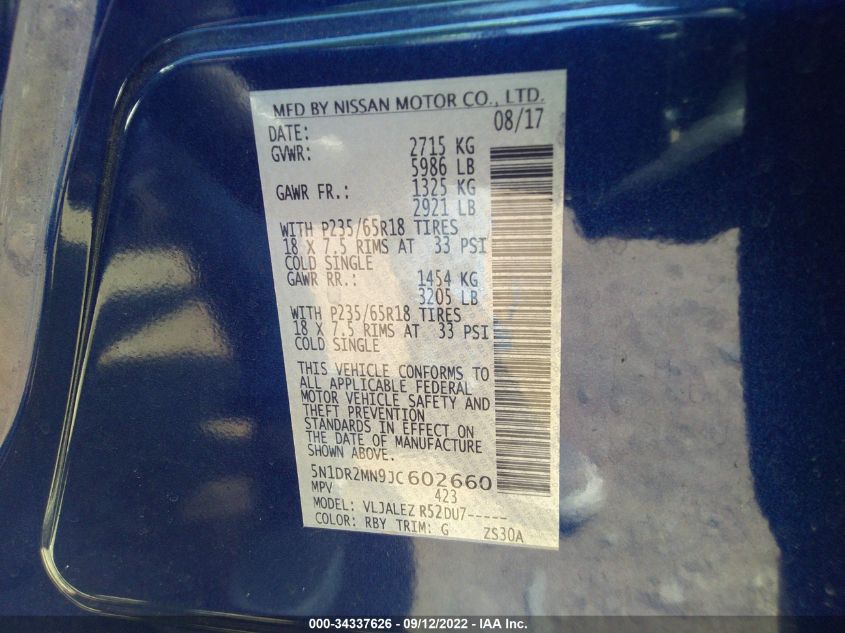 MFD BY NISSAN MOTOR CO., LTD.
DATE: 08/17
GVWR: 2715 KG
5986 LB
GAWR FR.: 1325 KG
2921 LB
WITH P235/65R18 TIRES
18 X 7.5 RIMS AT 33 PSI
COLD SINGLE
GAWR RR.: 1454 KG
3205 LB
WITH P235/65R18 TIRES
18 X 7.5 RIMS AT 33 PSI
COLD SINGLE
THIS VEHICLE CONFORMS TO
ALL APPLICABLE FEDERAL
MOTOR VEHICLE SAFETY AND
THEFT PREVENTION
STANDARDS IN EFFECT ON
THE DATE OF MANUFACTURE
SHOWN ABOVE.
5N1DR2MN9JC602660
MPV 423
MODEL: VLJALEZ R52DU7-----
COLOR: RBY TRIM: G ZS30A
000-34337626 - 09/12/2022 - IAA Inc.